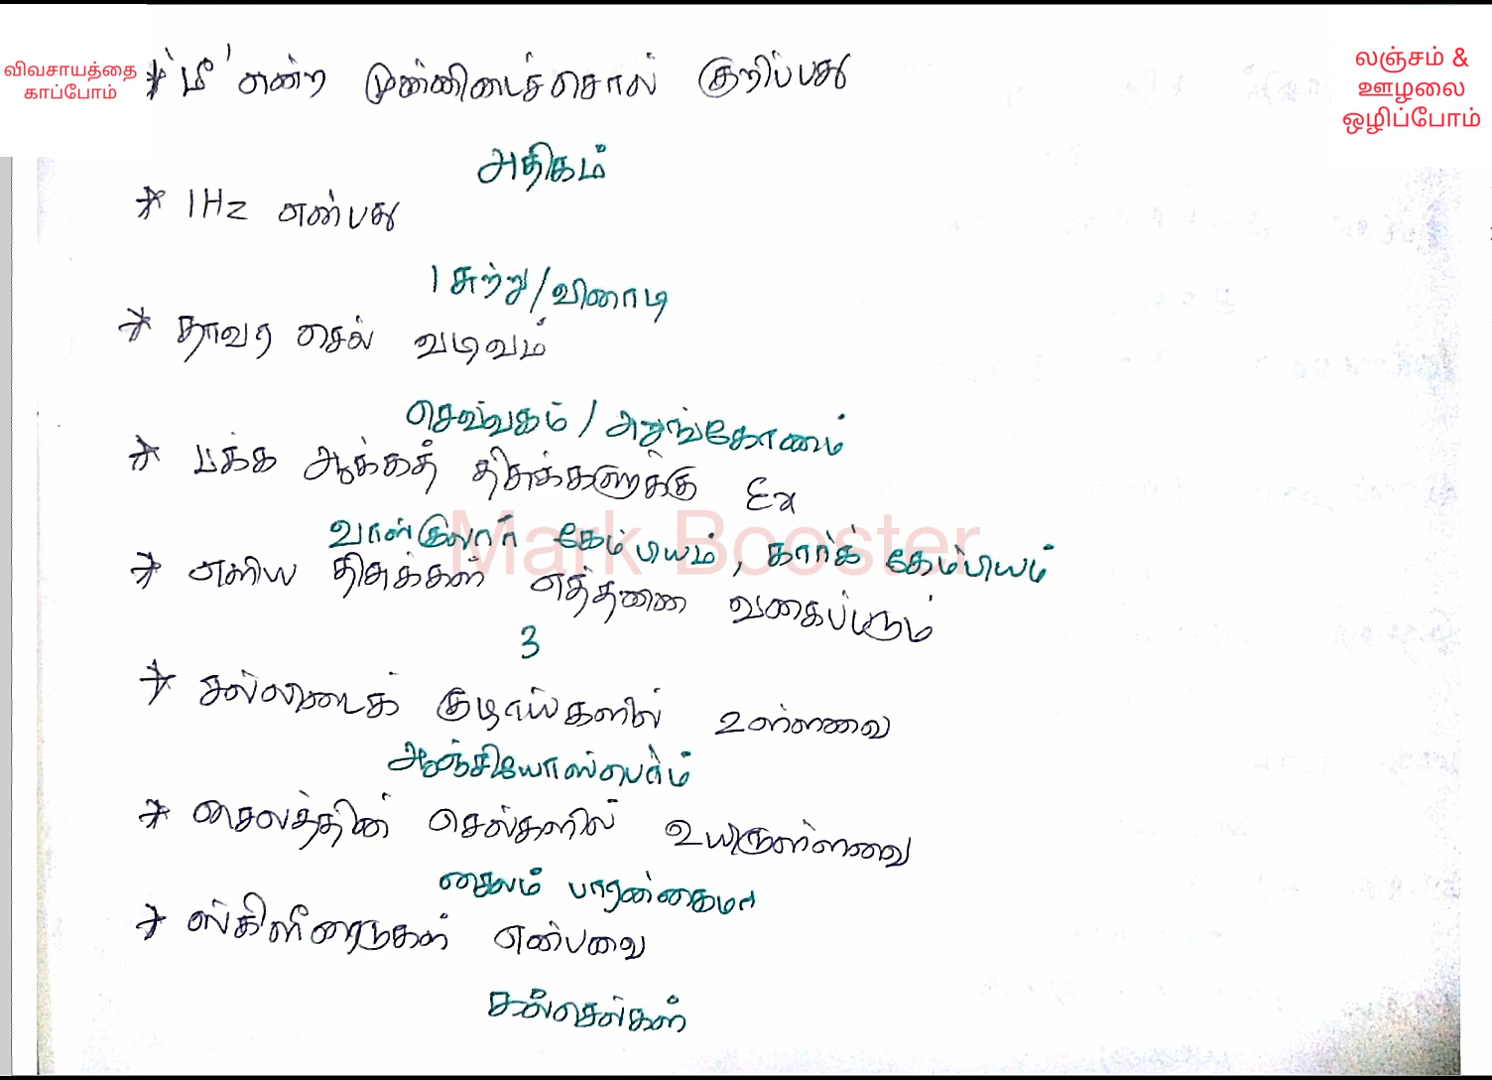 விவசாயத்தை
காப்போம்
லஞ்சம் &
ஊழலை
ஒழிப்போம்
* 'மீ' என்ற முன்னிடைச்சொல் குறிப்பது
அதிகம்
* 1Hz என்பது
1 சுற்று/வினாடி
* தாவர செல் வடிவம்
செவ்வகம் / அறுங்கோணம்
* பக்க ஆக்கத் திசுக்களுக்கு Ex
வாஸ்குலார் கேம்பியம், கார்க் கேம்பியம்
* எளிய திசுக்கள் எத்தனை வகைப்படும்
3
* சல்லடைக் குழாய்களில் உள்ளவை
ஆஞ்சியோஸ்பெர்ம்
* சைலத்தின் செல்களில் உயிருள்ளவை
சைலம் பாரன்கைமா
* ஸ்கிளீரைடுகள் என்பவை
கல்செல்கள்
Mark Booster